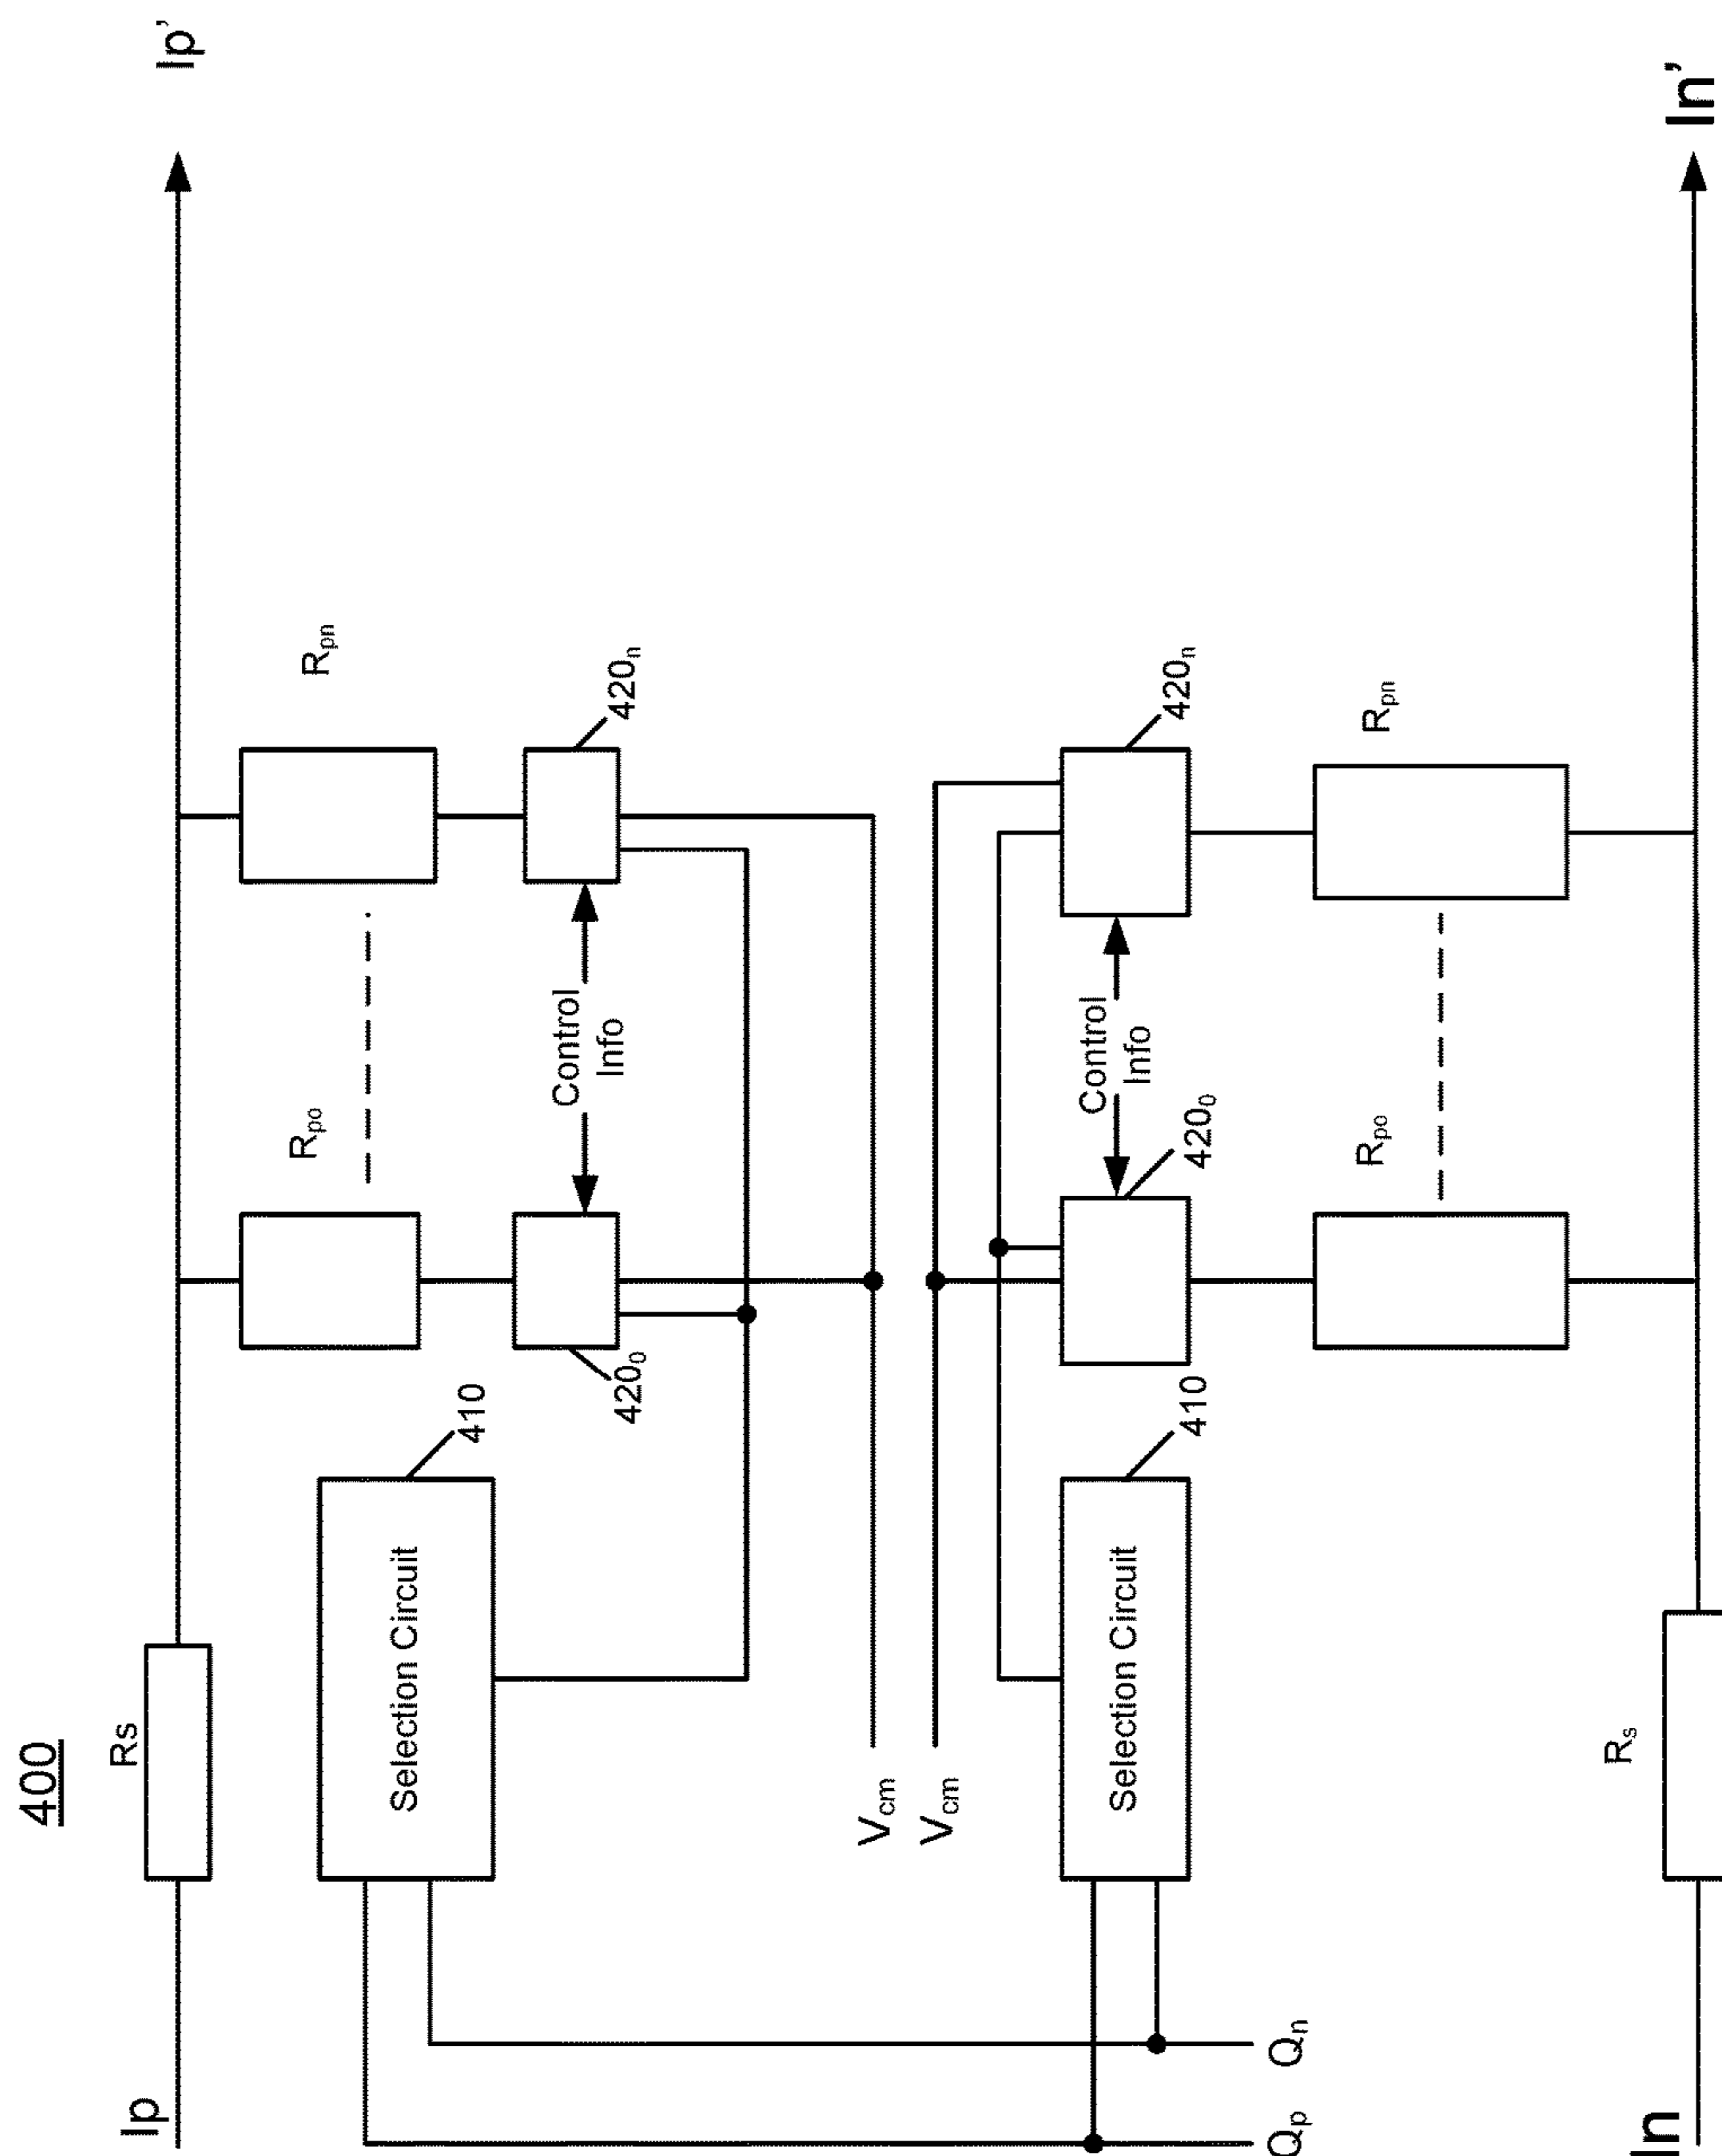 400
Rs
Ip
Ip'
Rpo
Rpn
Selection Circuit
410
Control
Info
420₀
420n
Vcm
Vcm
Control
Info
Selection Circuit
410
420₀
420n
Qp
Qn
Rpo
Rpn
Rs
In
In'